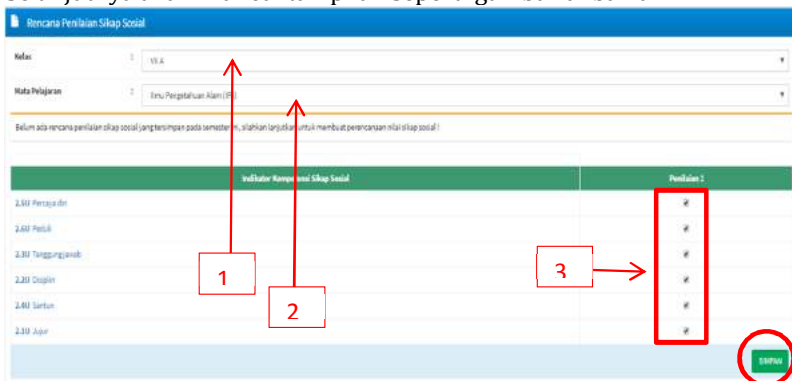 Rencana Penilaian Sikap Sosial
Kelas : VII A
Mata Pelajaran : Ilmu Pengetahuan Alam (IPA)
Belum ada rencana penilaian sikap sosial yang tersimpan pada semester ini, silahkan lanjutkan untuk membuat perencanaan nilai sikap sosial !
Indikator Kompetensi Sikap Sosial Penilaian 1
2.5U Percaya diri
2.6U Peduli
2.3U Tanggung jawab
2.2U Disiplin
2.4U Santun
2.1U Jujur
1
2
3
SIMPAN